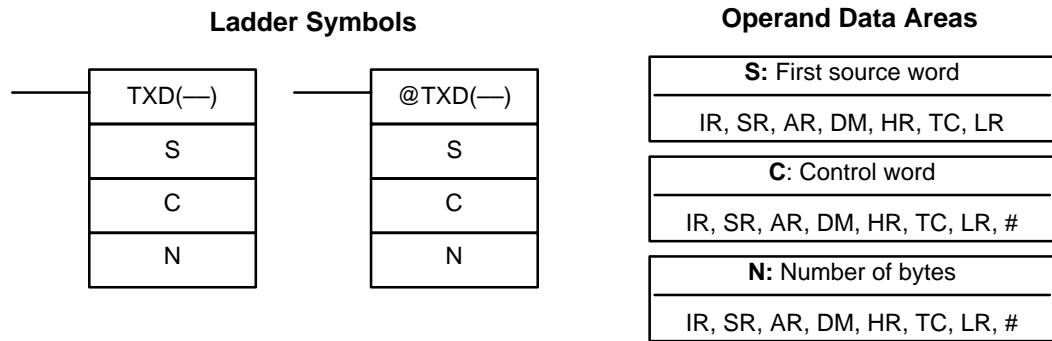 Ladder Symbols
TXD(––)
S
C
N
@TXD(––)
S
C
N
Operand Data Areas
S: First source word
IR, SR, AR, DM, HR, TC, LR
C: Control word
IR, SR, AR, DM, HR, TC, LR, #
N: Number of bytes
IR, SR, AR, DM, HR, TC, LR, #